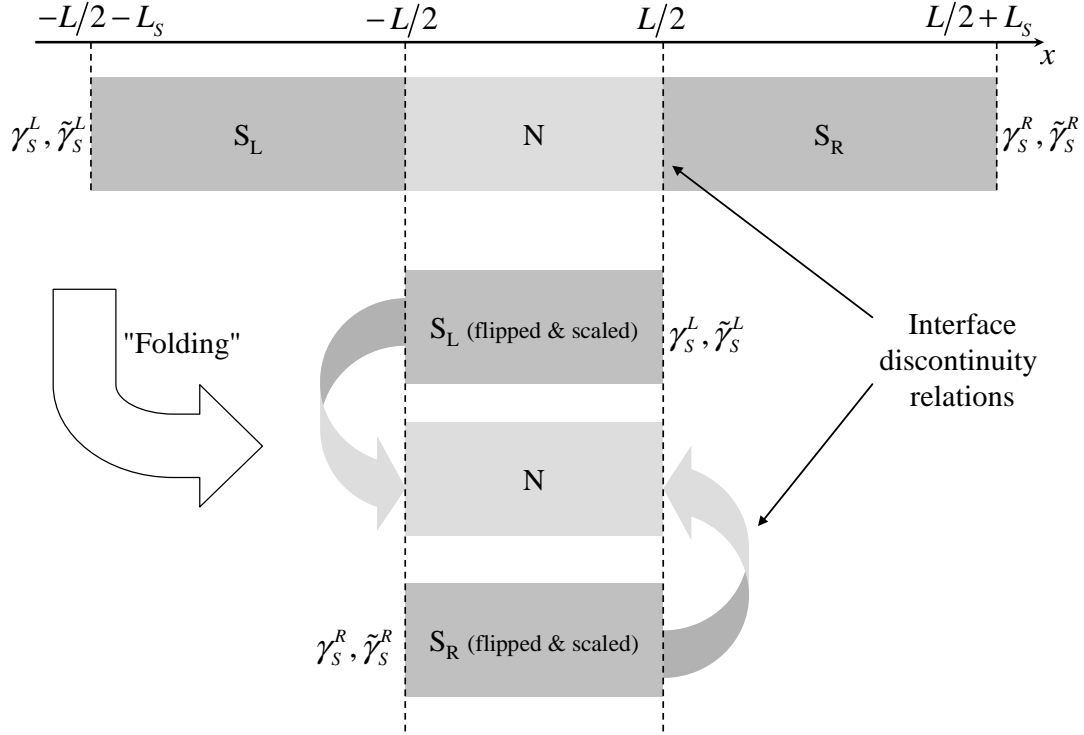 −L/2 − L_S −L/2 L/2 L/2 + L_S
x
γ_S^L, γ̃_S^L S_L N S_R γ_S^R, γ̃_S^R
"Folding"
S_L (flipped & scaled) γ_S^L, γ̃_S^L
Interface
discontinuity
relations
N
γ_S^R, γ̃_S^R S_R (flipped & scaled)